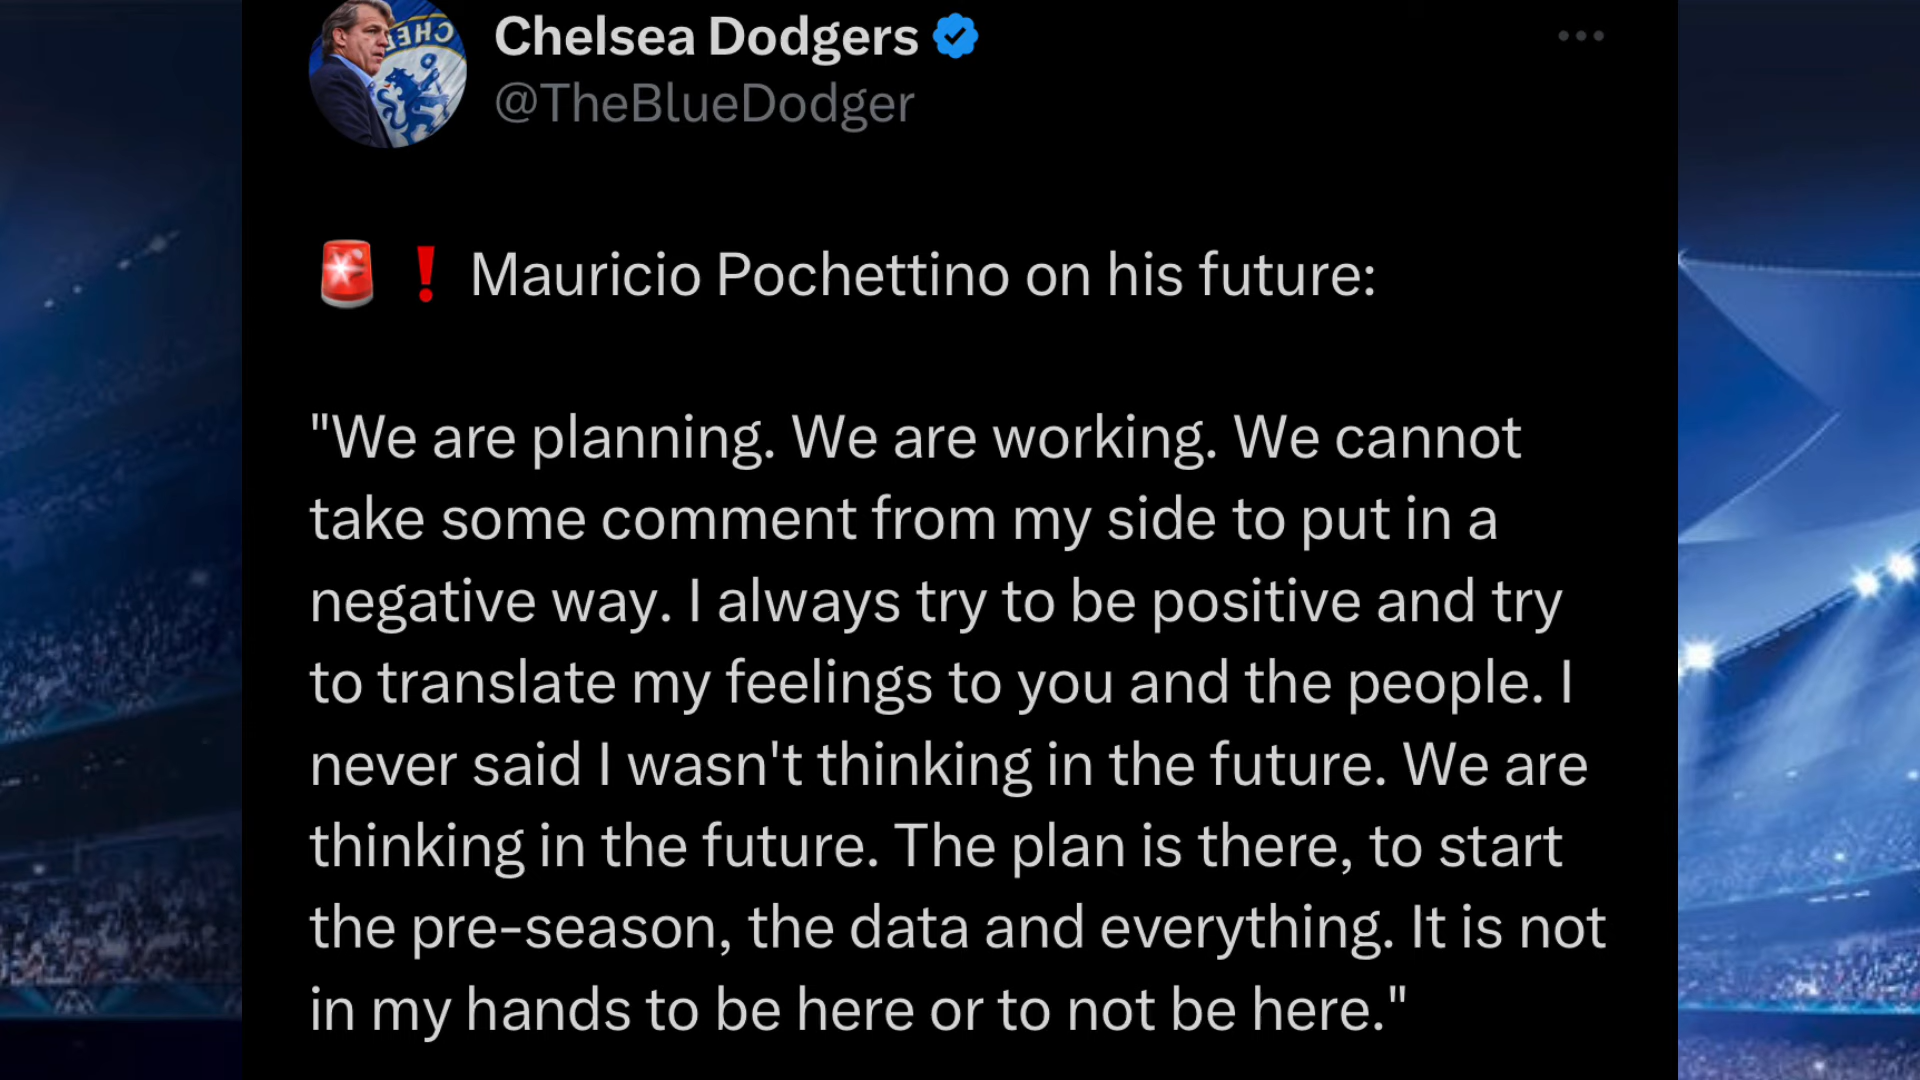 Chelsea Dodgers
@TheBlueDodger
🚨❗ Mauricio Pochettino on his future:
"We are planning. We are working. We cannot
take some comment from my side to put in a
negative way. I always try to be positive and try
to translate my feelings to you and the people. I
never said I wasn't thinking in the future. We are
thinking in the future. The plan is there, to start
the pre-season, the data and everything. It is not
in my hands to be here or to not be here."